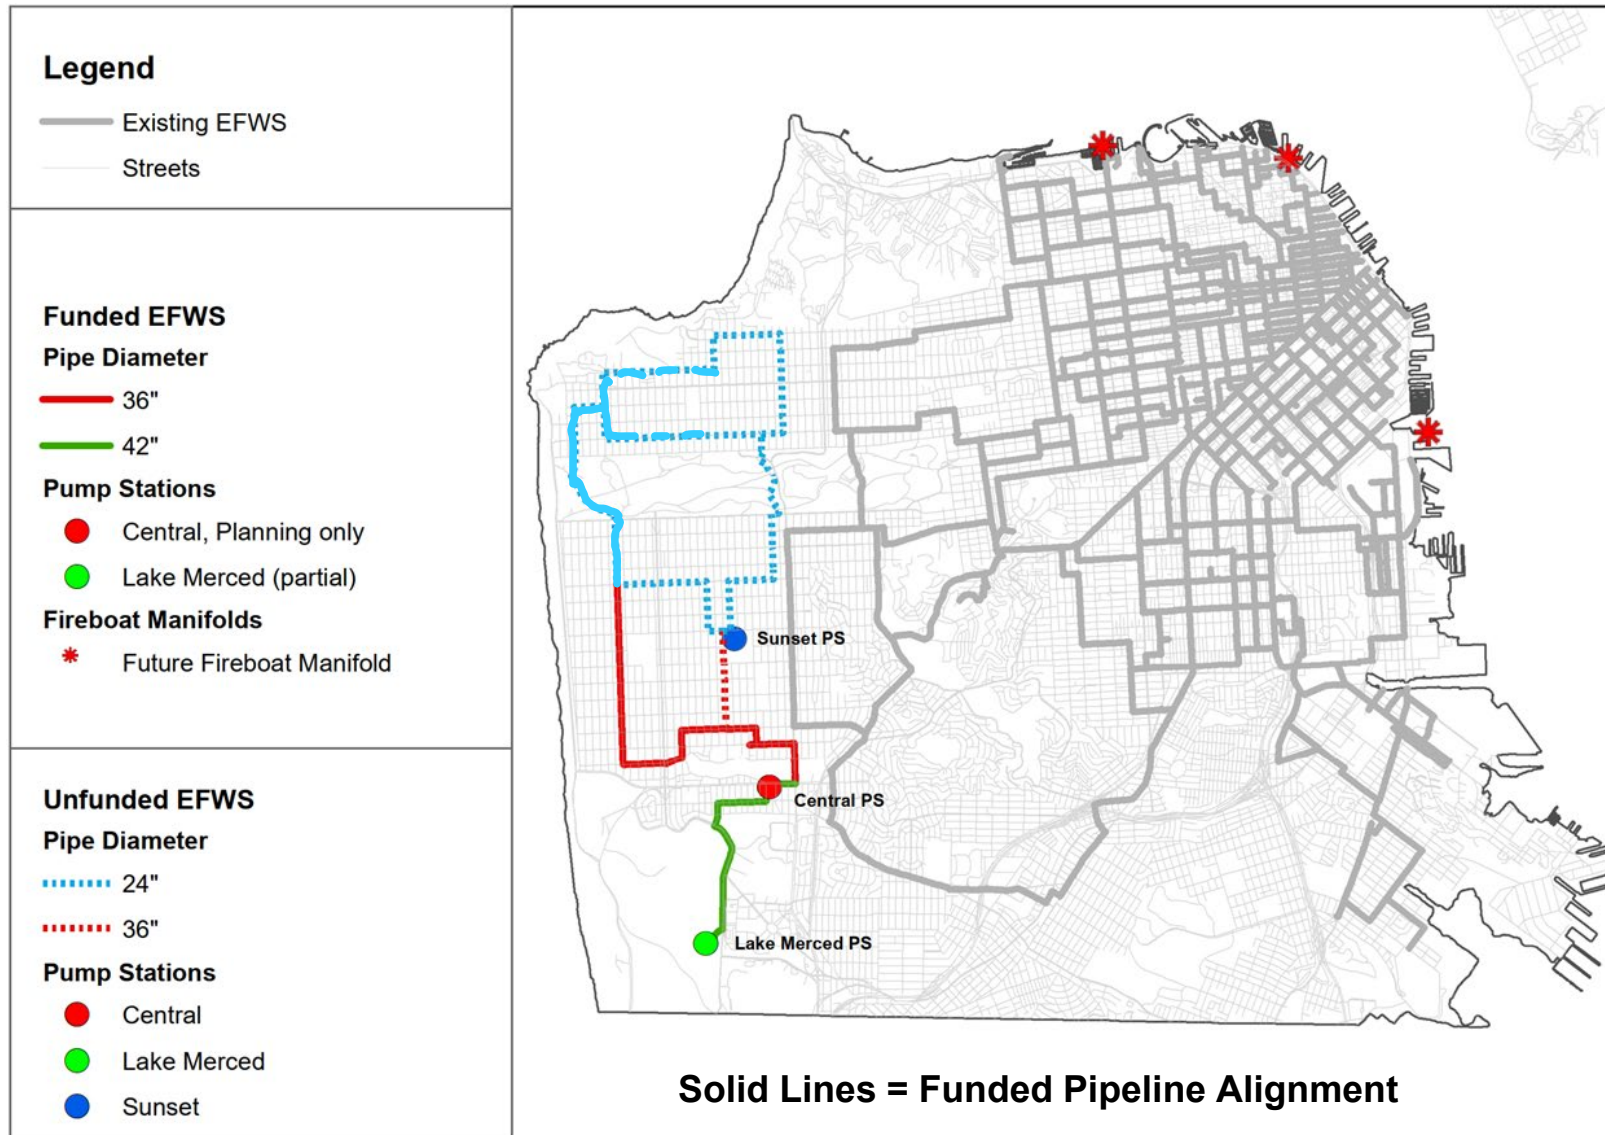 Legend
Existing EFWS
Streets
Funded EFWS
Pipe Diameter
36"
42"
Pump Stations
Central, Planning only
Lake Merced (partial)
Fireboat Manifolds
Future Fireboat Manifold
Unfunded EFWS
Pipe Diameter
24"
36"
Pump Stations
Central
Lake Merced
Sunset
Sunset PS
Central PS
Lake Merced PS
Solid Lines = Funded Pipeline Alignment